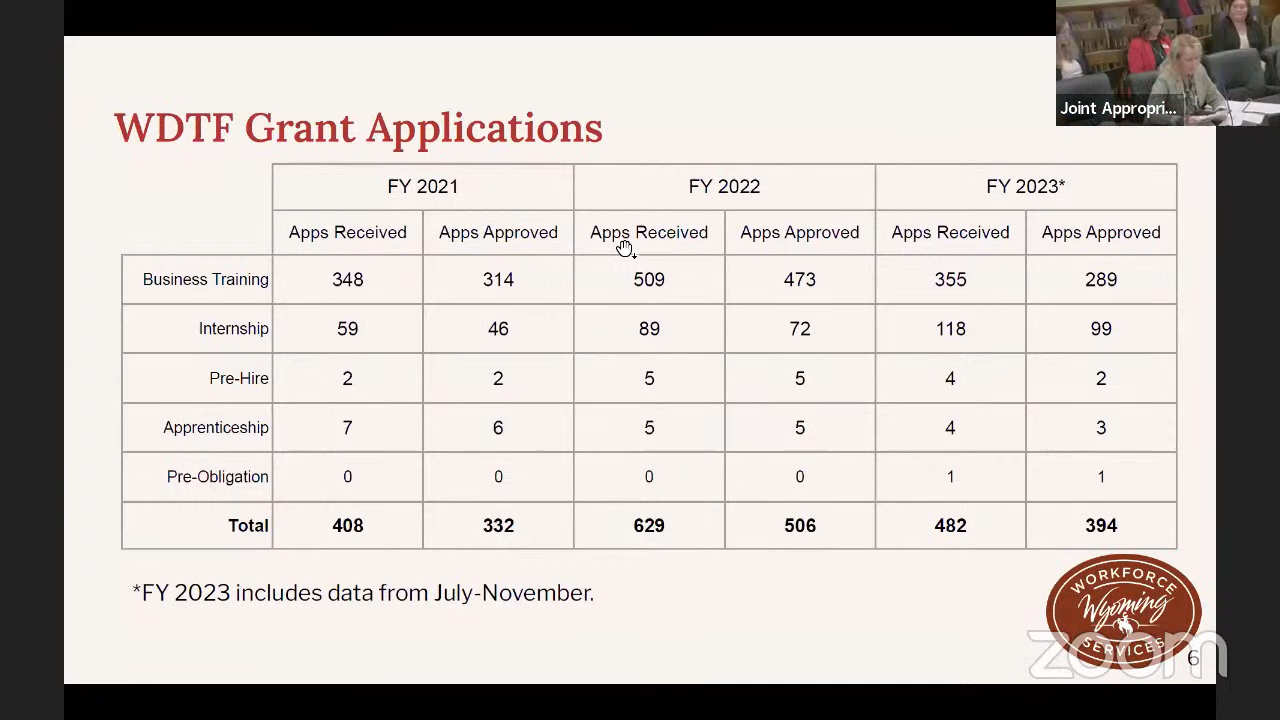 Joint Appropri...
WDTF Grant Applications
FY 2021 FY 2022 FY 2023*
Apps Received Apps Approved Apps Received Apps Approved Apps Received Apps Approved
Business Training 348 314 509 473 355 289
Internship 59 46 89 72 118 99
Pre-Hire 2 2 5 5 4 2
Apprenticeship 7 6 5 5 4 3
Pre-Obligation 0 0 0 0 1 1
Total 408 332 629 506 482 394
*FY 2023 includes data from July-November.
WORKFORCE
Wyoming
SERVICES
zoom
6